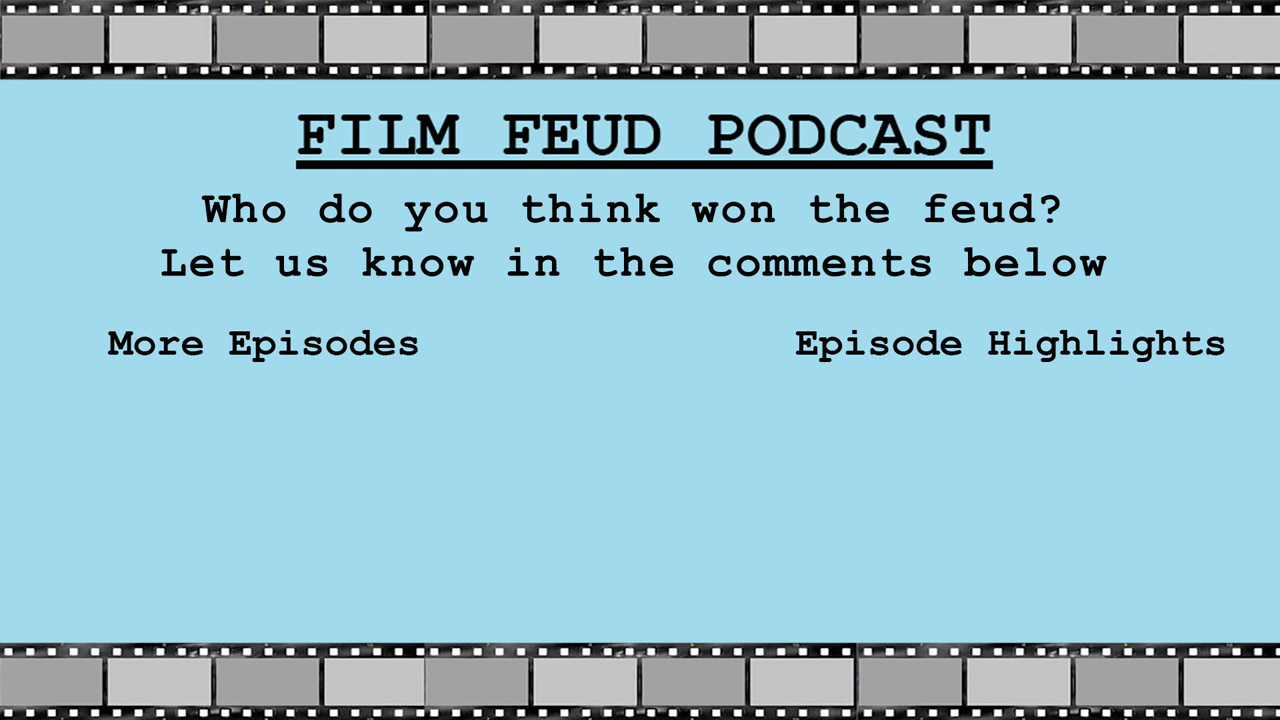 FILM FEUD PODCAST
Who do you think won the feud?
Let us know in the comments below
More Episodes
Episode Highlights